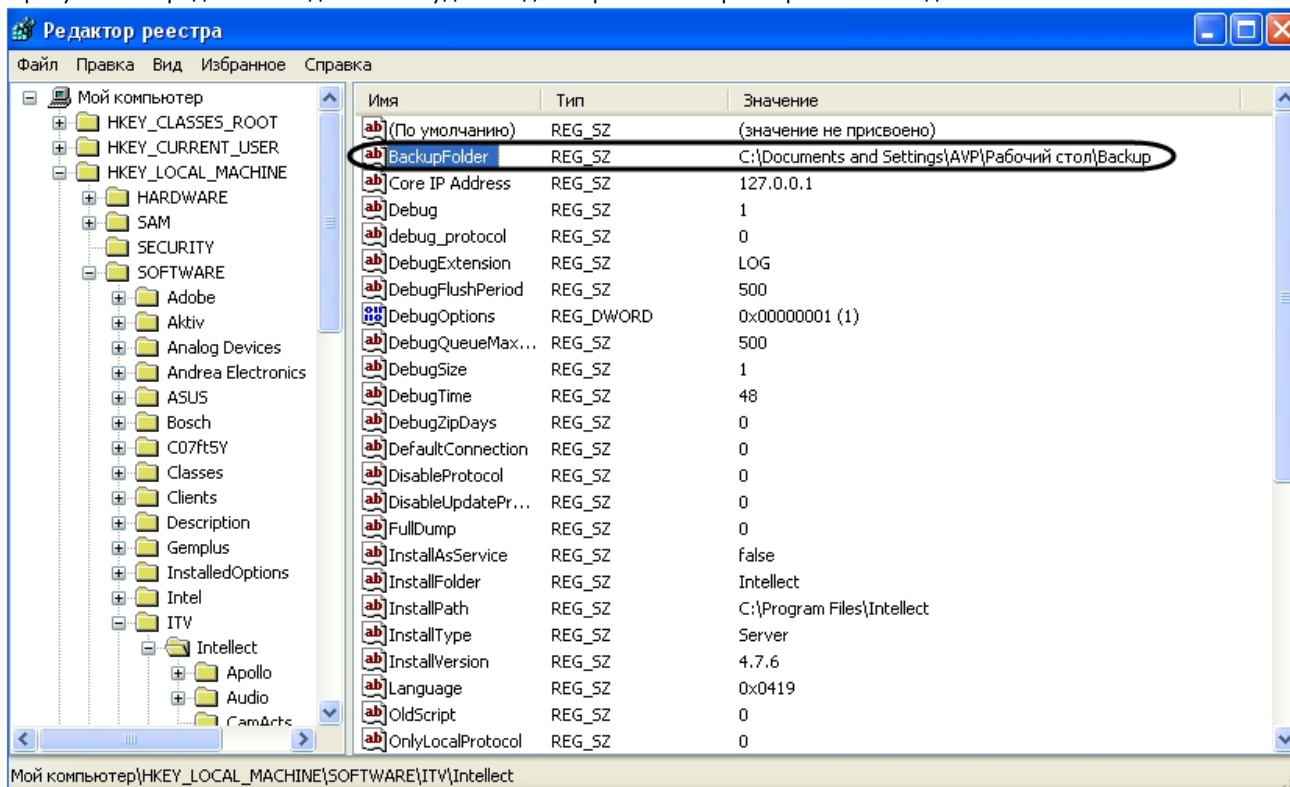 Редактор реестра
Файл Правка Вид Избранное Справка
Мой компьютер
HKEY_CLASSES_ROOT
HKEY_CURRENT_USER
HKEY_LOCAL_MACHINE
HARDWARE
SAM
SECURITY
SOFTWARE
Adobe
Aktiv
Analog Devices
Andrea Electronics
ASUS
Bosch
C07ft5Y
Classes
Clients
Description
Gemplus
InstalledOptions
Intel
ITV
Intellect
Apollo
Audio
CamActs
Имя Тип Значение
(По умолчанию) REG_SZ (значение не присвоено)
BackupFolder REG_SZ C:\Documents and Settings\AVP\Рабочий стол\Backup
Core IP Address REG_SZ 127.0.0.1
Debug REG_SZ 1
debug_protocol REG_SZ 0
DebugExtension REG_SZ LOG
DebugFlushPeriod REG_SZ 500
DebugOptions REG_DWORD 0x00000001 (1)
DebugQueueMax... REG_SZ 500
DebugSize REG_SZ 1
DebugTime REG_SZ 48
DebugZipDays REG_SZ 0
DefaultConnection REG_SZ 0
DisableProtocol REG_SZ 0
DisableUpdatePr... REG_SZ 0
FullDump REG_SZ 0
InstallAsService REG_SZ false
InstallFolder REG_SZ Intellect
InstallPath REG_SZ C:\Program Files\Intellect
InstallType REG_SZ Server
InstallVersion REG_SZ 4.7.6
Language REG_SZ 0x0419
OldScript REG_SZ 0
OnlyLocalProtocol REG_SZ 0
Мой компьютер\HKEY_LOCAL_MACHINE\SOFTWARE\ITV\Intellect